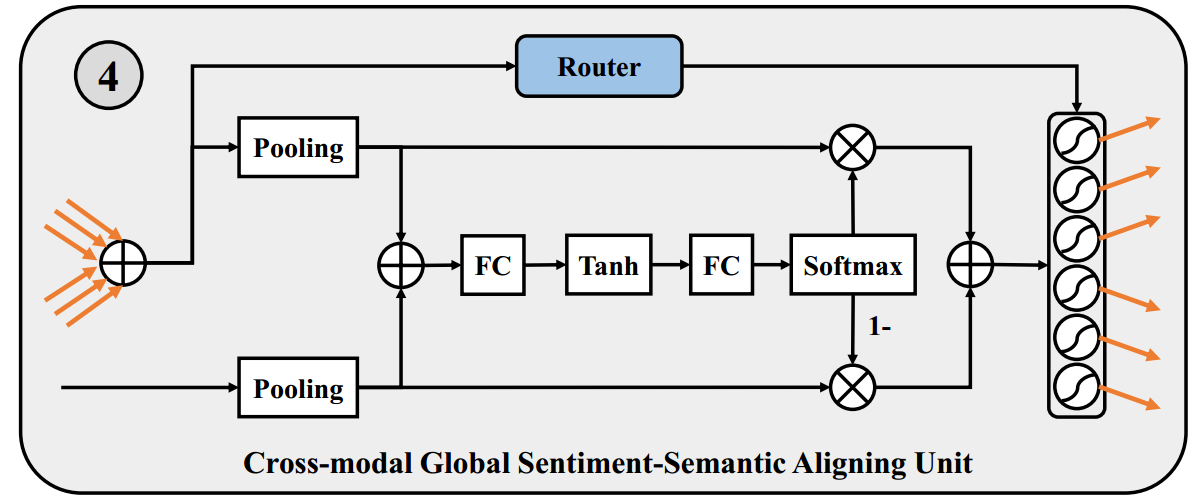 4
Router
Pooling
FC
Tanh
FC
Softmax
1-
Pooling
Cross-modal Global Sentiment-Semantic Aligning Unit